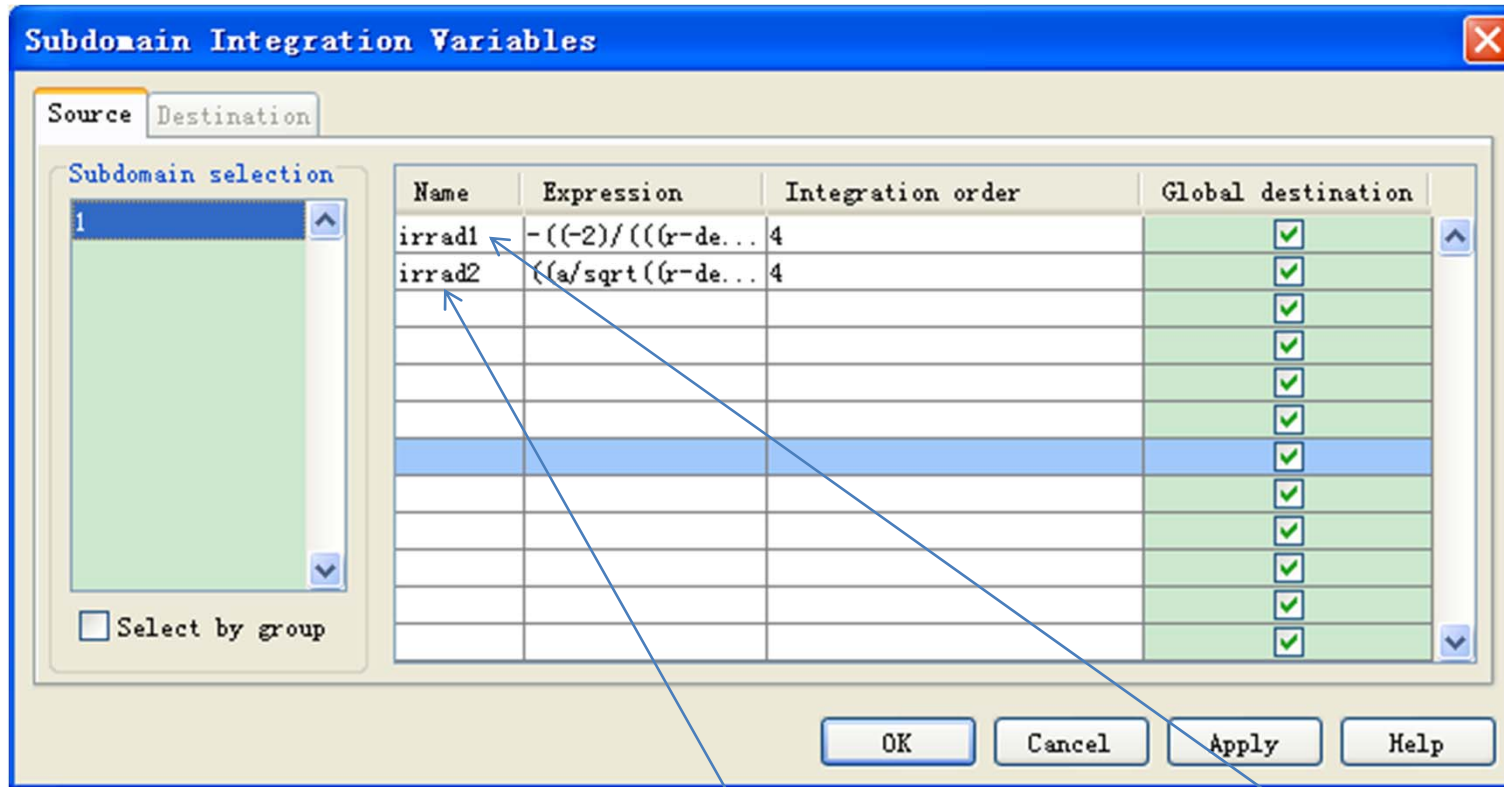 Subdomain Integration Variables
Source Destination
Subdomain selection
1
Select by group
Name Expression Integration order Global destination
irrad1 -((-2)/(((r-de... 4
irrad2 ((a/sqrt((r-de... 4
OK Cancel Apply Help